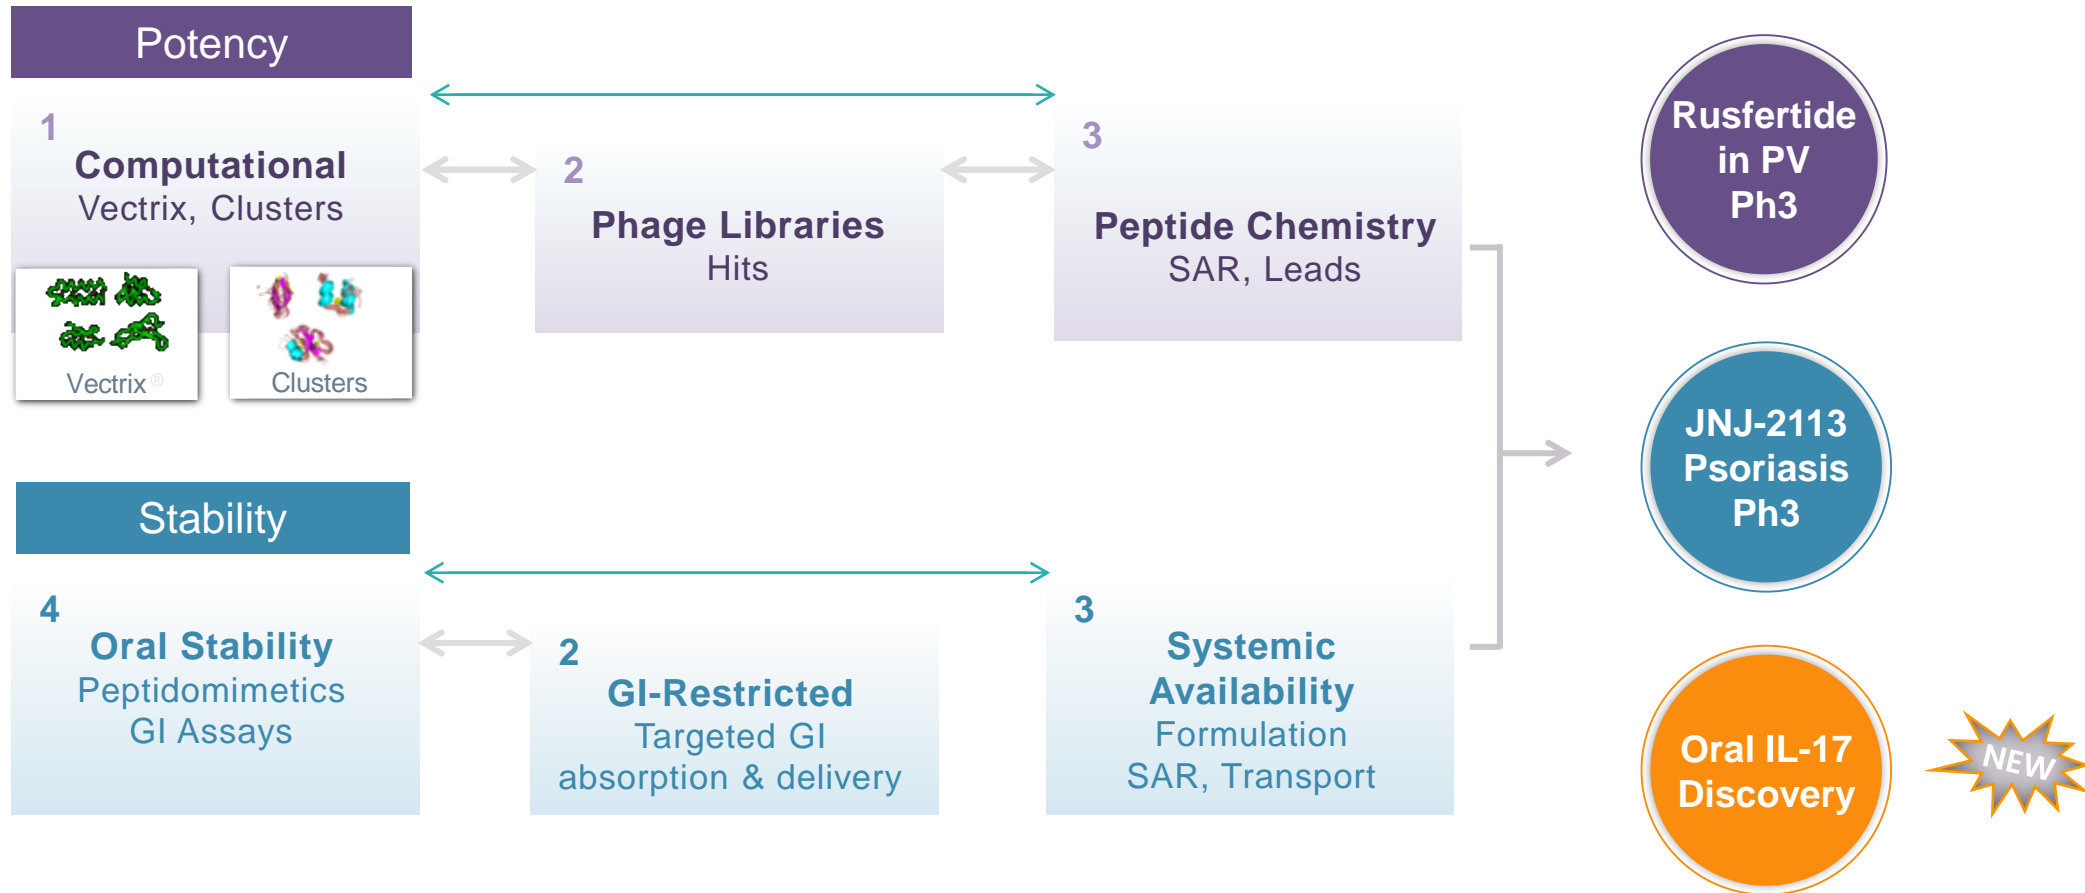 Potency
1
Computational
Vectrix, Clusters
Vectrix ®
Clusters
2
Phage Libraries
Hits
3
Peptide Chemistry
SAR, Leads
Stability
4
Oral Stability
Peptidomimetics
GI Assays
2
GI-Restricted
Targeted GI
absorption & delivery
3
Systemic
Availability
Formulation
SAR, Transport
Rusfertide
in PV
Ph3
JNJ-2113
Psoriasis
Ph3
Oral IL-17
Discovery
NEW